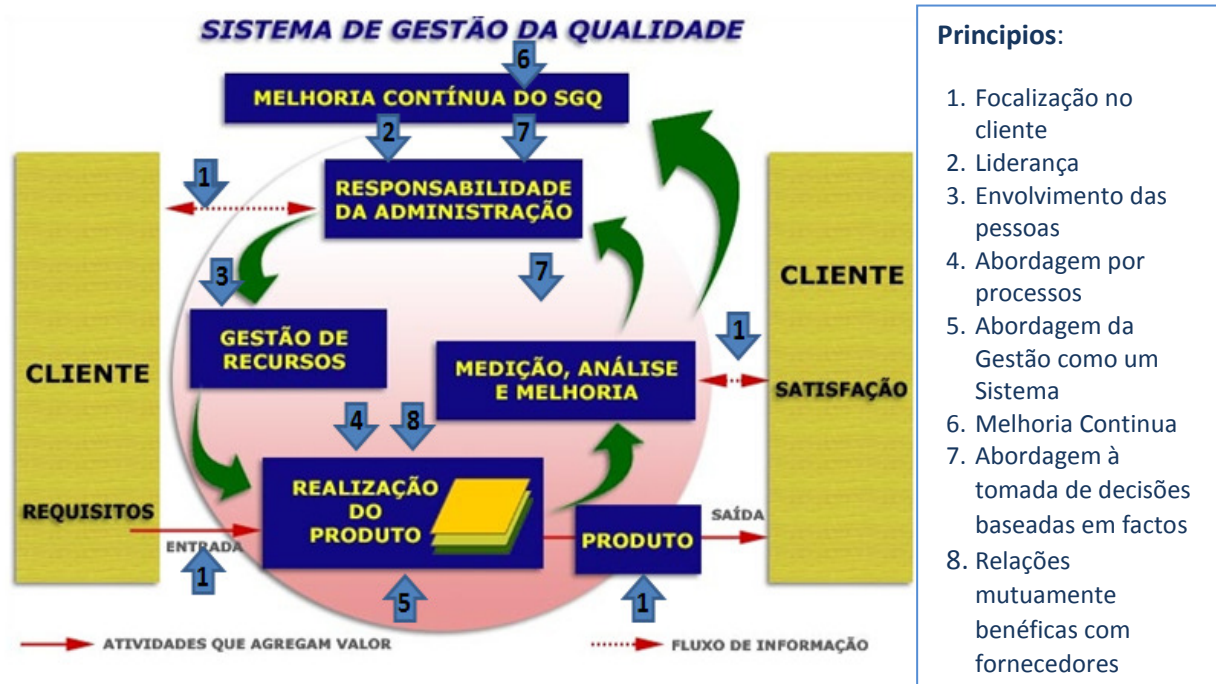 SISTEMA DE GESTÃO DA QUALIDADE
6
MELHORIA CONTÍNUA DO SGQ
2
7
1
RESPONSABILIDADE
DA ADMINISTRAÇÃO
3
7
CLIENTE
GESTÃO DE
RECURSOS
1
CLIENTE
MEDIÇÃO, ANÁLISE
E MELHORIA
SATISFAÇÃO
4
8
REALIZAÇÃO
DO
PRODUTO
REQUISITOS
ENTRADA
PRODUTO
SAÍDA
1
5
1
ATIVIDADES QUE AGREGAM VALOR
FLUXO DE INFORMAÇÃO
Principios:
1. Focalização no
cliente
2. Liderança
3. Envolvimento das
pessoas
4. Abordagem por
processos
5. Abordagem da
Gestão como um
Sistema
6. Melhoria Continua
7. Abordagem à
tomada de decisões
baseadas em factos
8. Relações
mutuamente
benéficas com
fornecedores